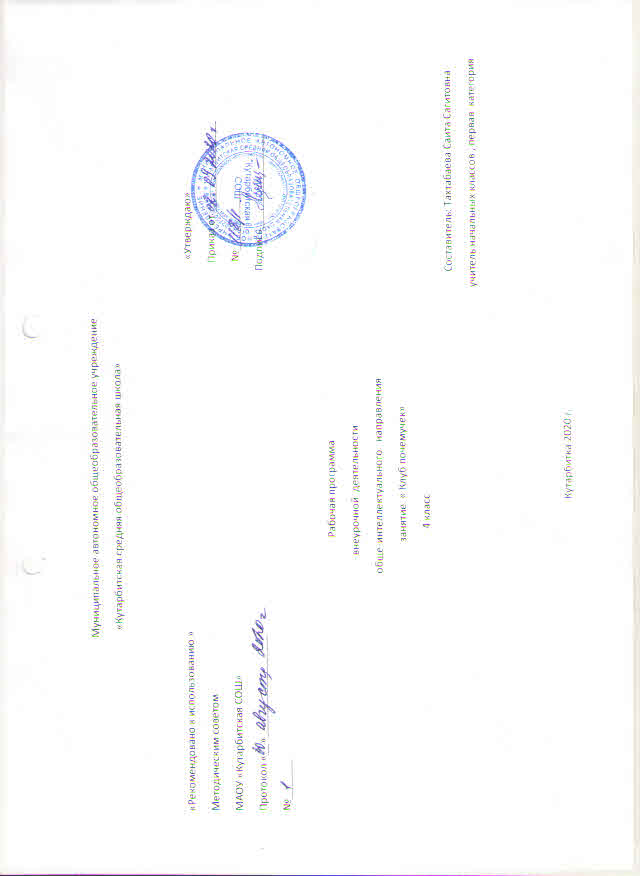 Муниципальное автономное общеобразовательное учреждение
«Кутарбитская средняя общеобразовательная школа»
«Рекомендовано к использованию »
Методическим советом
МАОУ «Кутарбитская СОШ»
Протокол «10» августа 2020 г
№ 1
«Утверждаю»
Приказ от
№
Подпись
Рабочая программа
внеурочной деятельности
обще интеллектуального направления
занятие « Клуб почемучек»
4 класс
Составитель: Тахтабаева Саита Сагитовна
учитель начальных классов , первая категория
Кутарбитка 2020 г.